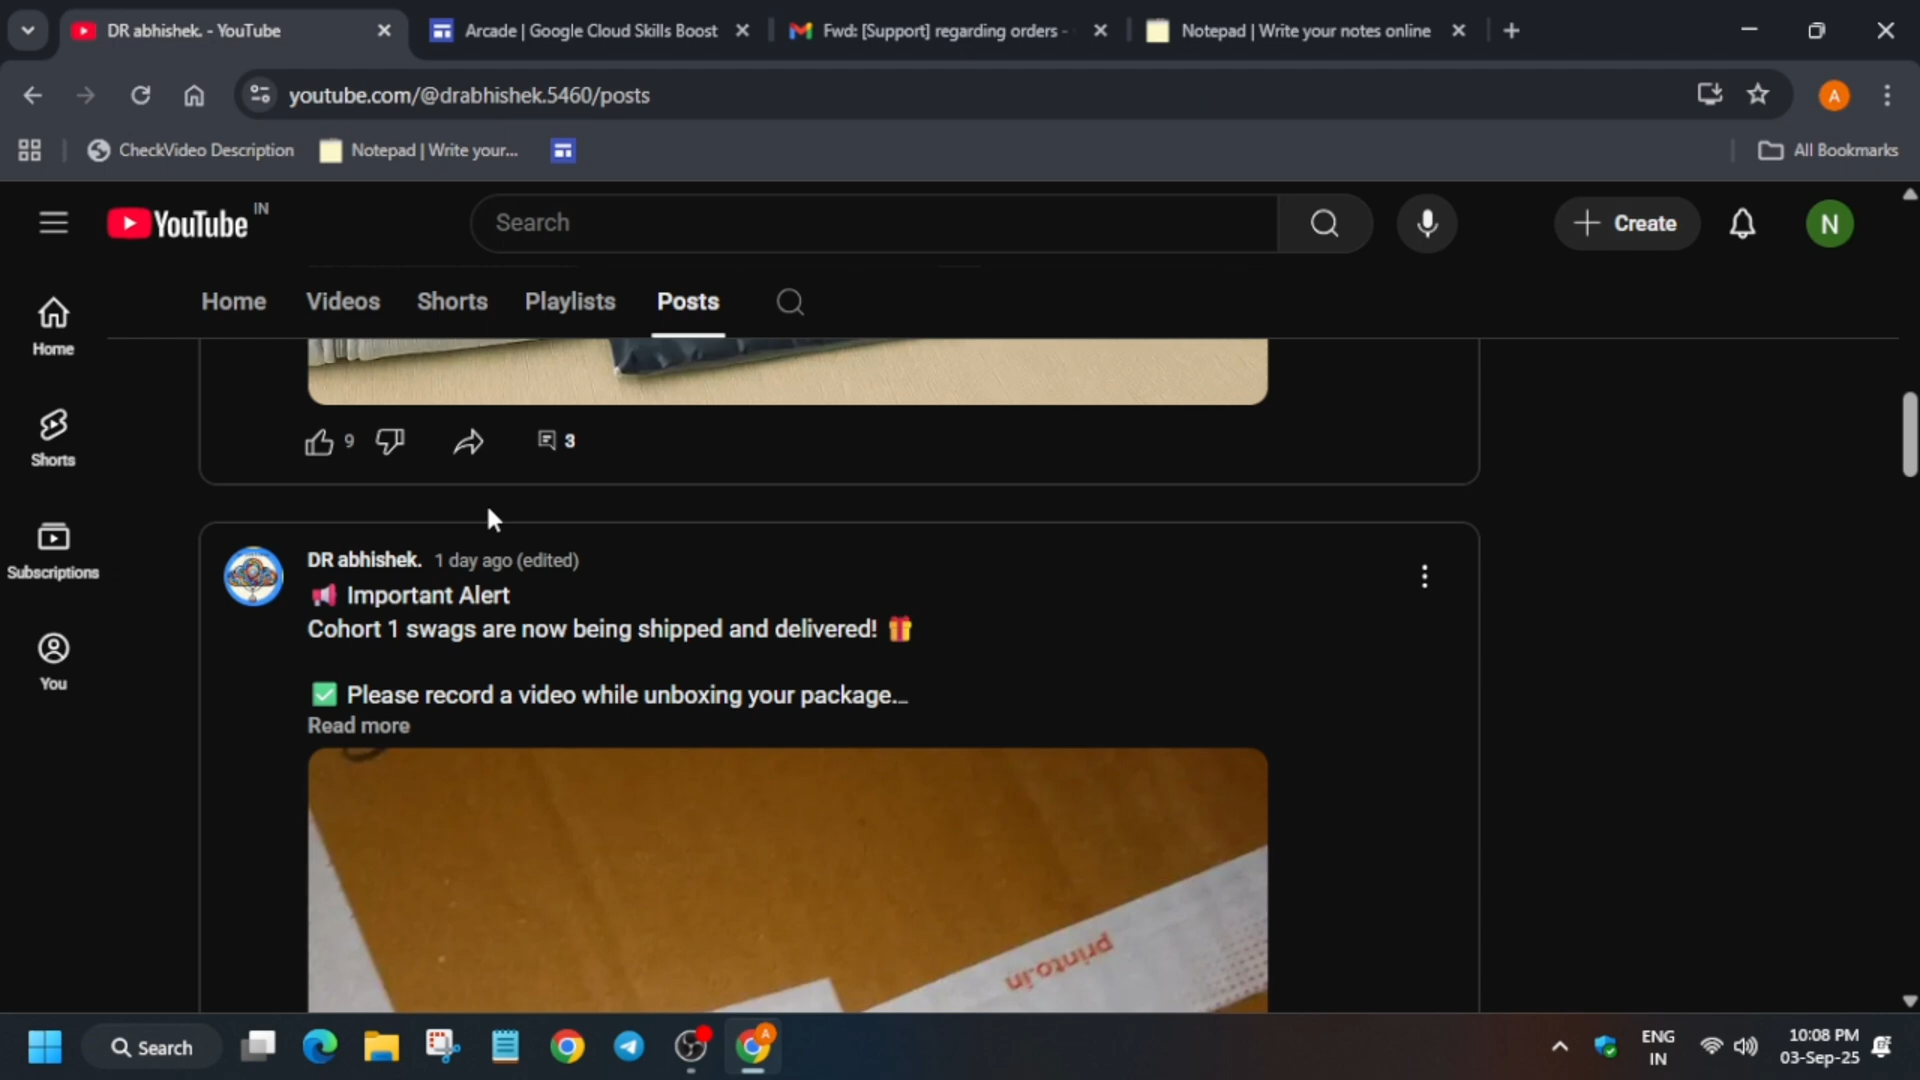 DR abhishek. - YouTube
Arcade | Google Cloud Skills Boost
Fwd: [Support] regarding orders -
Notepad | Write your notes online
youtube.com/@drabhishek.5460/posts
A
CheckVideo Description
Notepad | Write your...
All Bookmarks
YouTube IN
Search
Create
N
Home
Videos
Shorts
Playlists
Posts
Home
Shorts
Subscriptions
You
9
3
DR abhishek. 1 day ago (edited)
📢 Important Alert
Cohort 1 swags are now being shipped and delivered! 🎁
✅ Please record a video while unboxing your package...
Read more
printo.in
Search
A
ENG
IN
10:08 PM
03-Sep-25